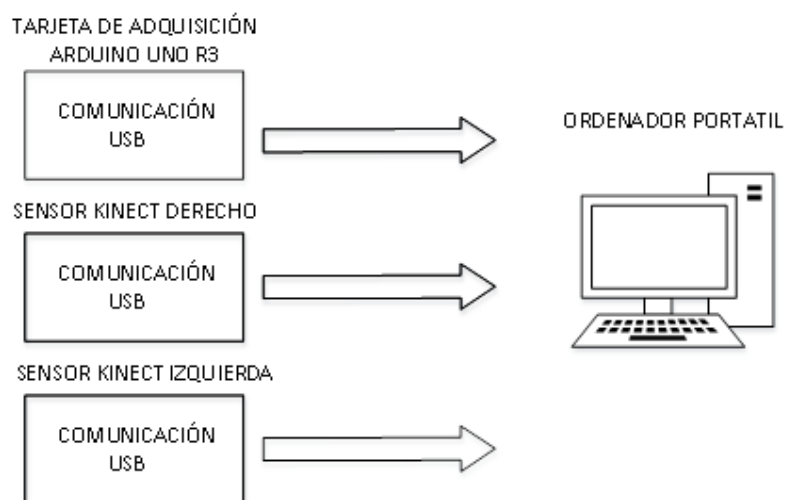 TARJETA DE ADQUISICIÓN
ARDUINO UNO R3
COMUNICACIÓN
USB
ORDENADOR PORTATIL
SENSOR KINECT DERECHO
COMUNICACIÓN
USB
SENSOR KINECT IZQUIERDA
COMUNICACIÓN
USB